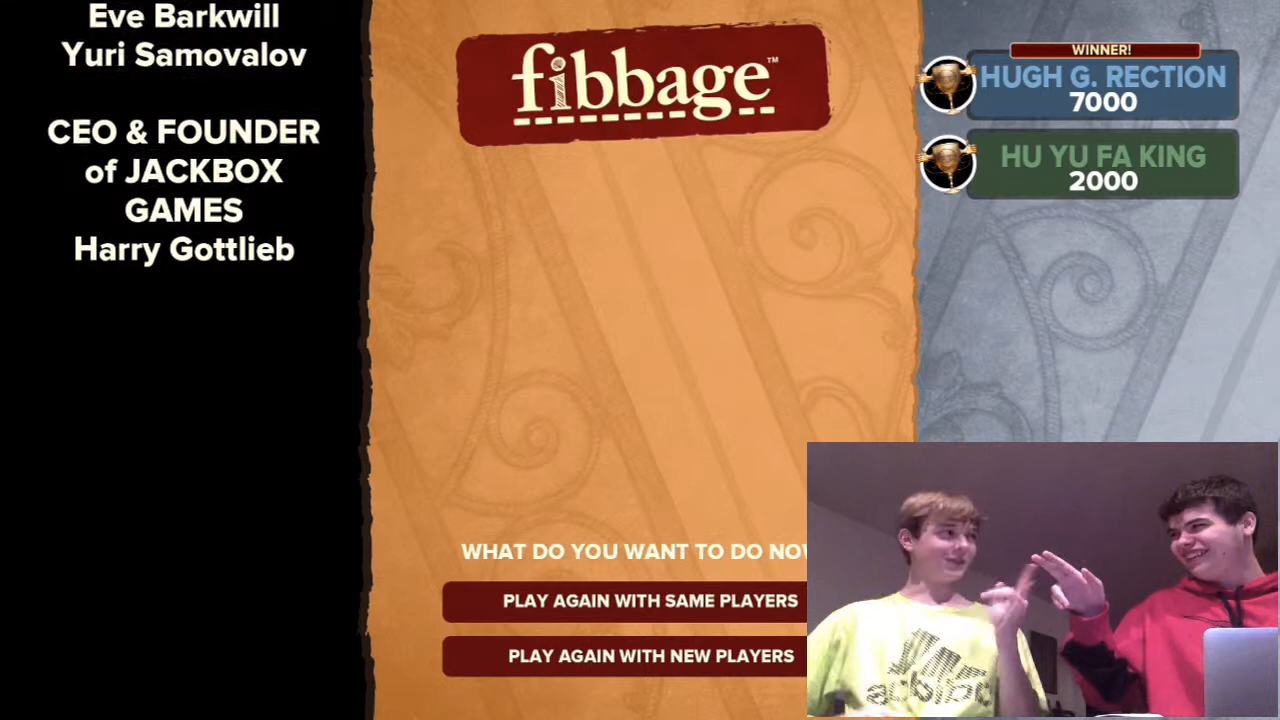 Eve Barkwill
Yuri Samovalov
CEO & FOUNDER
of JACKBOX
GAMES
Harry Gottlieb
fibbage™
WHAT DO YOU WANT TO DO NOW
PLAY AGAIN WITH SAME PLAYERS
PLAY AGAIN WITH NEW PLAYERS
WINNER!
HUGH G. RECTION
7000
HU YU FA KING
2000